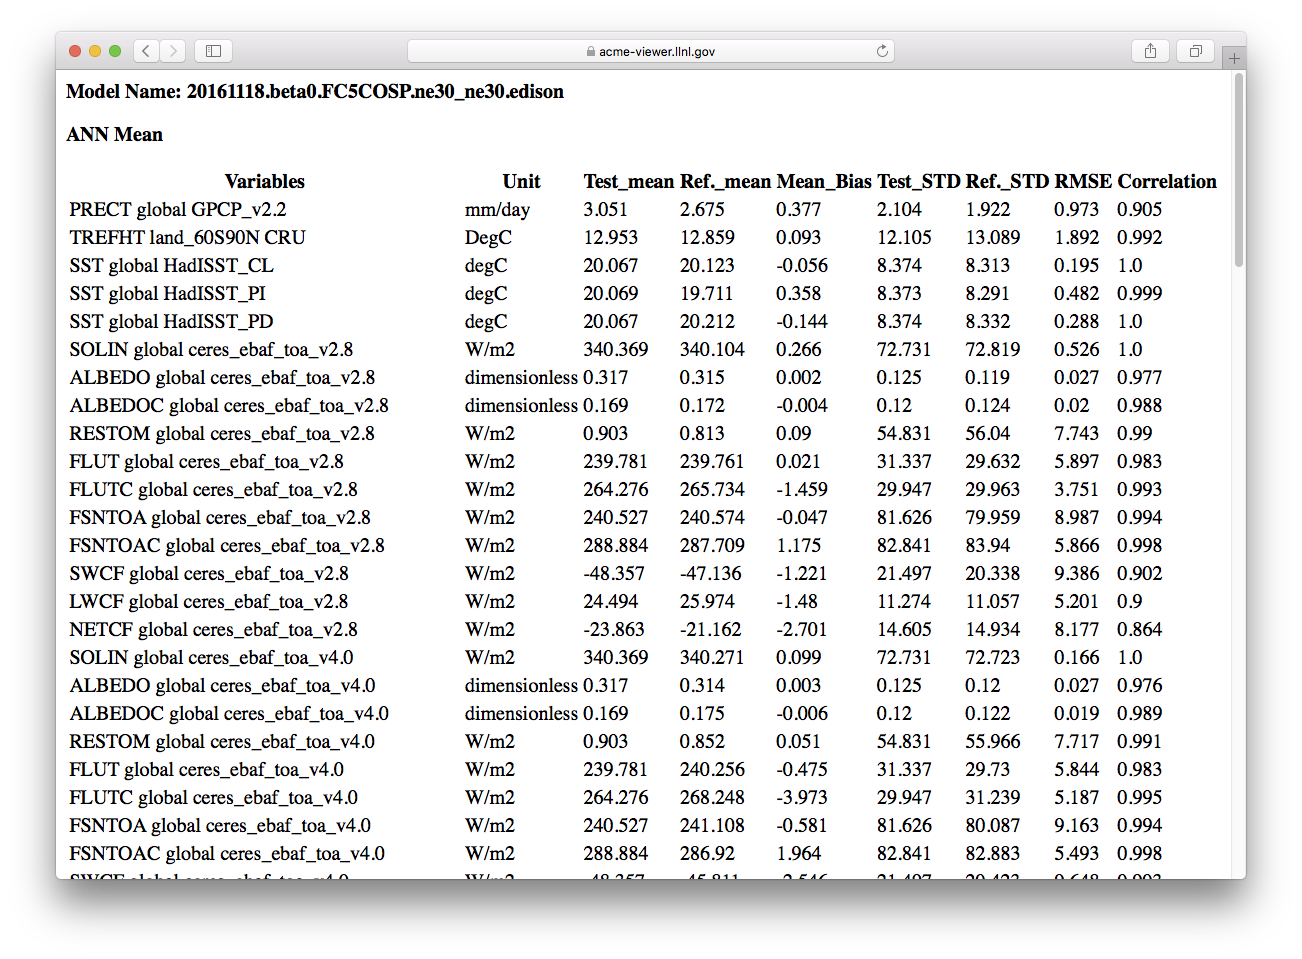 acme-viewer.llnl.gov
Model Name: 20161118.beta0.FC5COSP.ne30_ne30.edison
ANN Mean
Variables Unit Test_mean Ref._mean Mean_Bias Test_STD Ref._STD RMSE Correlation
PRECT global GPCP_v2.2 mm/day 3.051 2.675 0.377 2.104 1.922 0.973 0.905
TREFHT land_60S90N CRU DegC 12.953 12.859 0.093 12.105 13.089 1.892 0.992
SST global HadISST_CL degC 20.067 20.123 -0.056 8.374 8.313 0.195 1.0
SST global HadISST_PI degC 20.069 19.711 0.358 8.373 8.291 0.482 0.999
SST global HadISST_PD degC 20.067 20.212 -0.144 8.374 8.332 0.288 1.0
SOLIN global ceres_ebaf_toa_v2.8 W/m2 340.369 340.104 0.266 72.731 72.819 0.526 1.0
ALBEDO global ceres_ebaf_toa_v2.8 dimensionless 0.317 0.315 0.002 0.125 0.119 0.027 0.977
ALBEDOC global ceres_ebaf_toa_v2.8 dimensionless 0.169 0.172 -0.004 0.12 0.124 0.02 0.988
RESTOM global ceres_ebaf_toa_v2.8 W/m2 0.903 0.813 0.09 54.831 56.04 7.743 0.99
FLUT global ceres_ebaf_toa_v2.8 W/m2 239.781 239.761 0.021 31.337 29.632 5.897 0.983
FLUTC global ceres_ebaf_toa_v2.8 W/m2 264.276 265.734 -1.459 29.947 29.963 3.751 0.993
FSNTOA global ceres_ebaf_toa_v2.8 W/m2 240.527 240.574 -0.047 81.626 79.959 8.987 0.994
FSNTOAC global ceres_ebaf_toa_v2.8 W/m2 288.884 287.709 1.175 82.841 83.94 5.866 0.998
SWCF global ceres_ebaf_toa_v2.8 W/m2 -48.357 -47.136 -1.221 21.497 20.338 9.386 0.902
LWCF global ceres_ebaf_toa_v2.8 W/m2 24.494 25.974 -1.48 11.274 11.057 5.201 0.9
NETCF global ceres_ebaf_toa_v2.8 W/m2 -23.863 -21.162 -2.701 14.605 14.934 8.177 0.864
SOLIN global ceres_ebaf_toa_v4.0 W/m2 340.369 340.271 0.099 72.731 72.723 0.166 1.0
ALBEDO global ceres_ebaf_toa_v4.0 dimensionless 0.317 0.314 0.003 0.125 0.12 0.027 0.976
ALBEDOC global ceres_ebaf_toa_v4.0 dimensionless 0.169 0.175 -0.006 0.12 0.122 0.019 0.989
RESTOM global ceres_ebaf_toa_v4.0 W/m2 0.903 0.852 0.051 54.831 55.966 7.717 0.991
FLUT global ceres_ebaf_toa_v4.0 W/m2 239.781 240.256 -0.475 31.337 29.73 5.844 0.983
FLUTC global ceres_ebaf_toa_v4.0 W/m2 264.276 268.248 -3.973 29.947 31.239 5.187 0.995
FSNTOA global ceres_ebaf_toa_v4.0 W/m2 240.527 241.108 -0.581 81.626 80.087 9.163 0.994
FSNTOAC global ceres_ebaf_toa_v4.0 W/m2 288.884 286.92 1.964 82.841 82.883 5.493 0.998